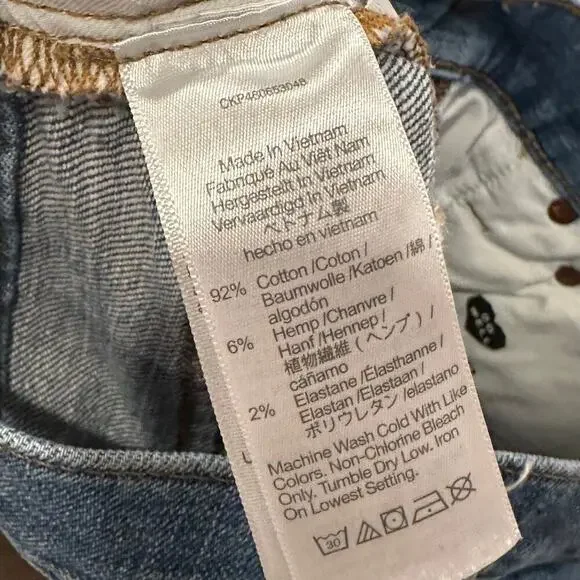 CKP460653048
Made In Vietnam
Fabriqué Au Viêt Nam
Hergestellt In Vietnam
Vervaardigd In Vietnam
ベトナム製
hecho en vietnam
92% Cotton /Coton /
Baumwolle /Katoen /綿 /
algodón
6% Hemp /Chanvre /
Hanf /Hennep /
植物繊維 (ヘンプ) /
cáñamo
2% Elastane /Élasthanne /
Elastan /Elastaan /
ポリウレタン /elastano
Machine Wash Cold With Like
Colors. Non-Chlorine Bleach
Only. Tumble Dry Low. Iron
On Lowest Setting.
30